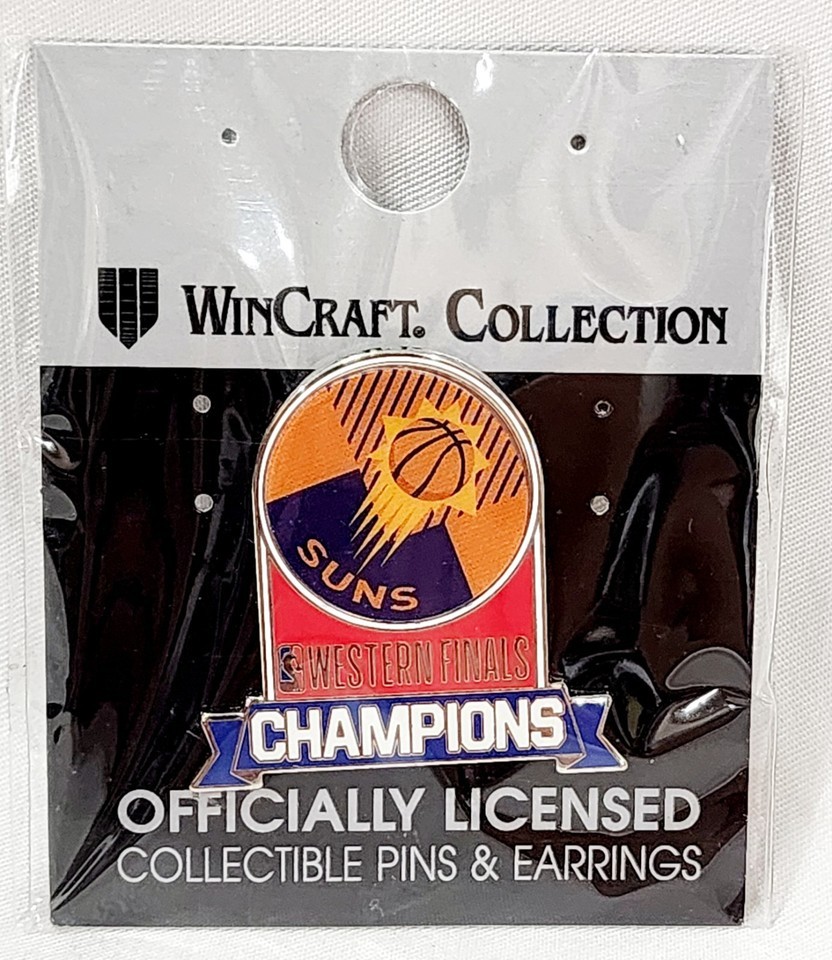 WINCRAFT. COLLECTION
SUNS
WESTERN FINALS
CHAMPIONS
OFFICIALLY LICENSED
COLLECTIBLE PINS & EARRINGS